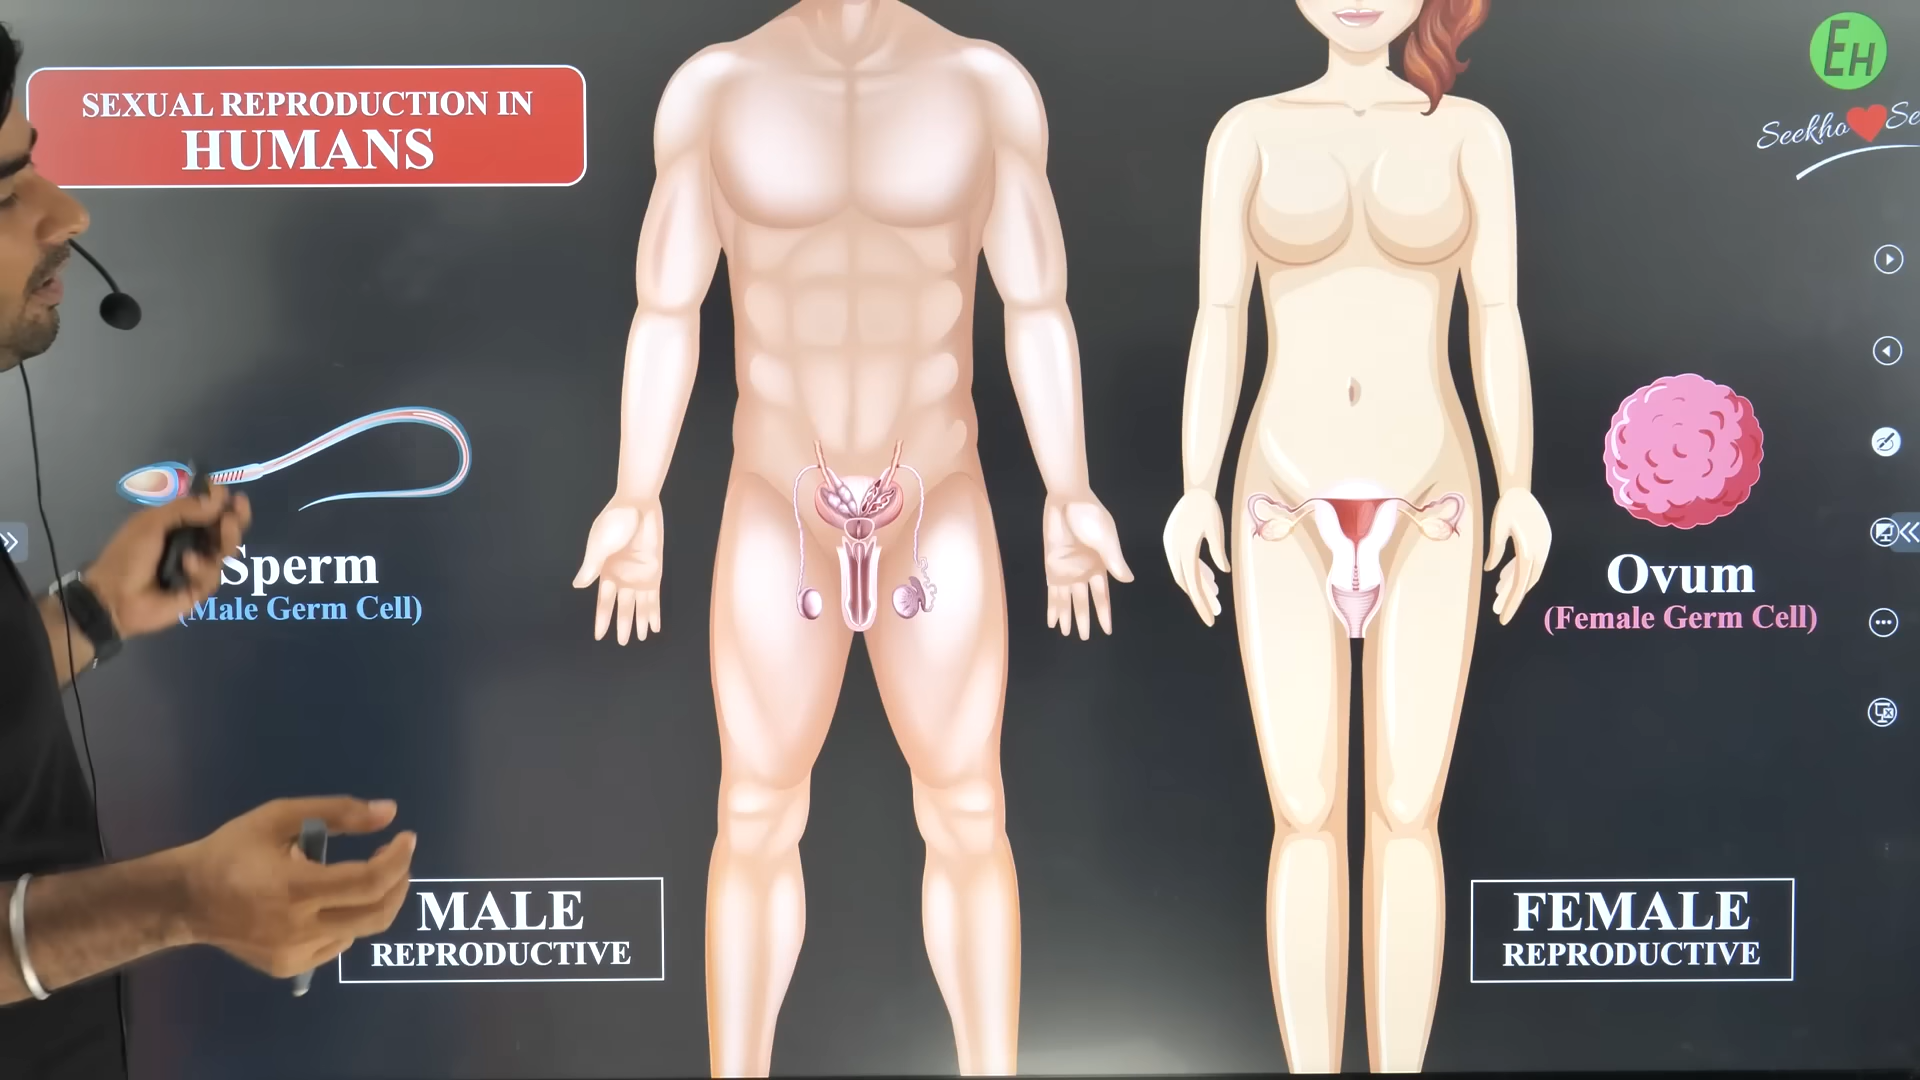 SEXUAL REPRODUCTION IN
HUMANS
EH
Seekho
Sperm
(Male Germ Cell)
Ovum
(Female Germ Cell)
MALE
REPRODUCTIVE
FEMALE
REPRODUCTIVE